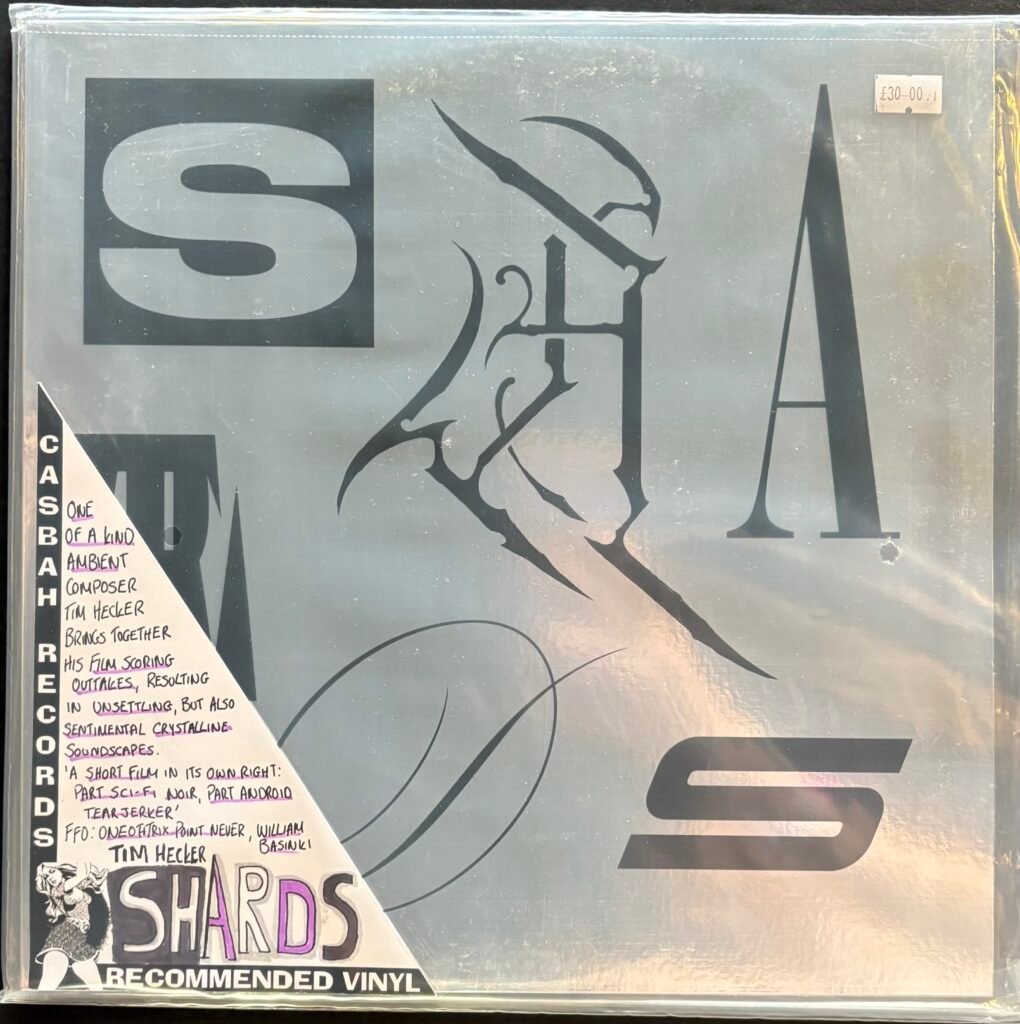 £30-00
S
H
A
R
D
S
CASBAH RECORDS
ONE
OF A KIND
AMBIENT
COMPOSER
TIM HECKER
BRINGS TOGETHER
HIS FILM SCORING
OUTTAKES, RESULTING
IN UNSETTLING, BUT ALSO
SENTIMENTAL CRYSTALLINE
SOUNDSCAPES.
'A SHORT FILM IN ITS OWN RIGHT:
PART SCI-FI NOIR, PART ANDROID
TEARJERKER'
FFO: ONEOHTRIX POINT NEVER, WILLIAM
BASINKI
TIM HECKER
SHARDS
RECOMMENDED VINYL